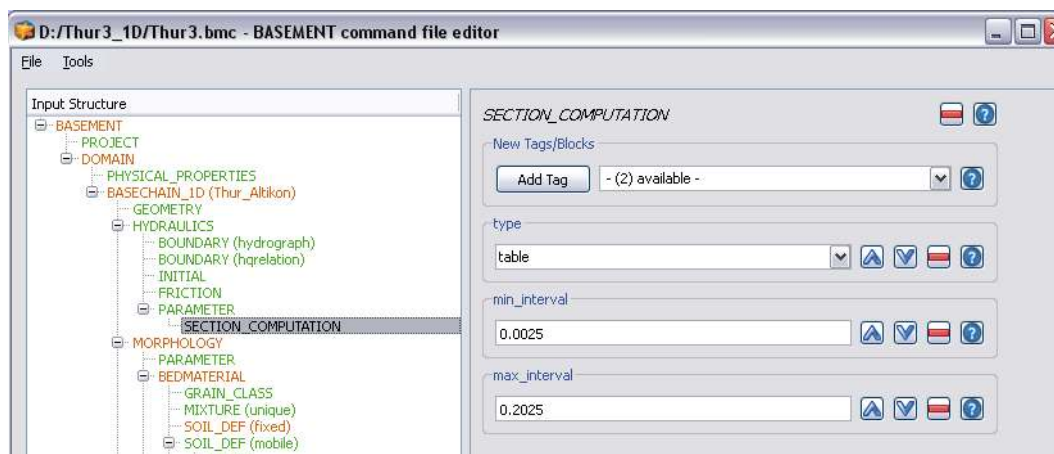 D:/Thur3_1D/Thur3.bmc - BASEMENT command file editor
File Tools
Input Structure
BASEMENT
PROJECT
DOMAIN
PHYSICAL_PROPERTIES
BASECHAIN_1D (Thur_Altikon)
GEOMETRY
HYDRAULICS
BOUNDARY (hydrograph)
BOUNDARY (hqrelation)
INITIAL
FRICTION
PARAMETER
SECTION_COMPUTATION
MORPHOLOGY
PARAMETER
BEDMATERIAL
GRAIN_CLASS
MIXTURE (unique)
SOIL_DEF (fixed)
SOIL_DEF (mobile)
SECTION_COMPUTATION
New Tags/Blocks
Add Tag - (2) available -
type
table
min_interval
0.0025
max_interval
0.2025